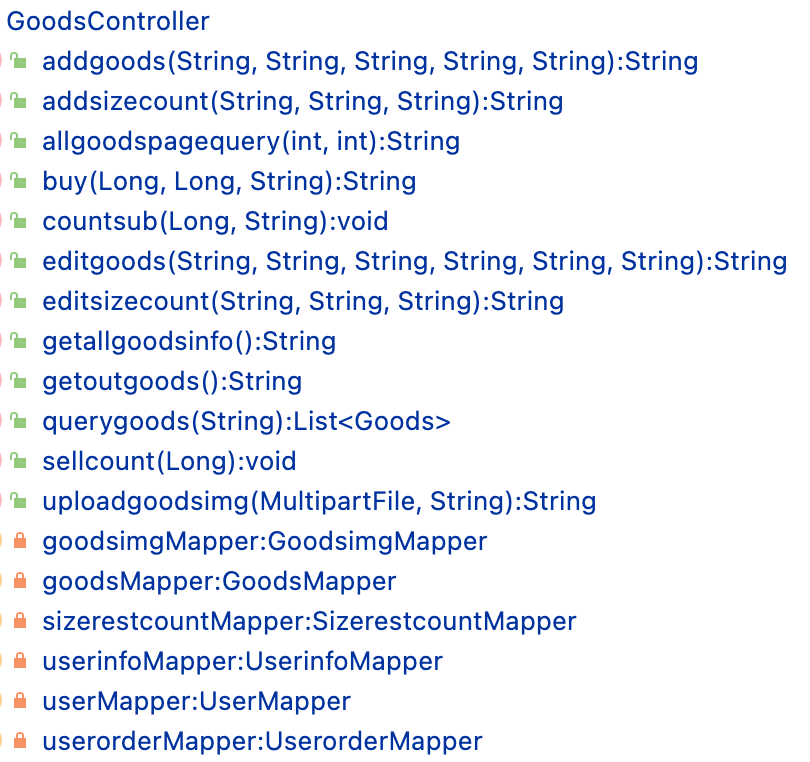 GoodsController
addgoods(String, String, String, String, String):String
addsizecount(String, String, String):String
allgoodspagequery(int, int):String
buy(Long, Long, String):String
countsub(Long, String):void
editgoods(String, String, String, String, String, String):String
editsizecount(String, String, String):String
getallgoodsinfo():String
getoutgoods():String
querygoods(String):List<Goods>
sellcount(Long):void
uploadgoodsimg(MultipartFile, String):String
goodsimgMapper:GoodsimgMapper
goodsMapper:GoodsMapper
sizerestcountMapper:SizerestcountMapper
userinfoMapper:UserinfoMapper
userMapper:UserMapper
userorderMapper:UserorderMapper